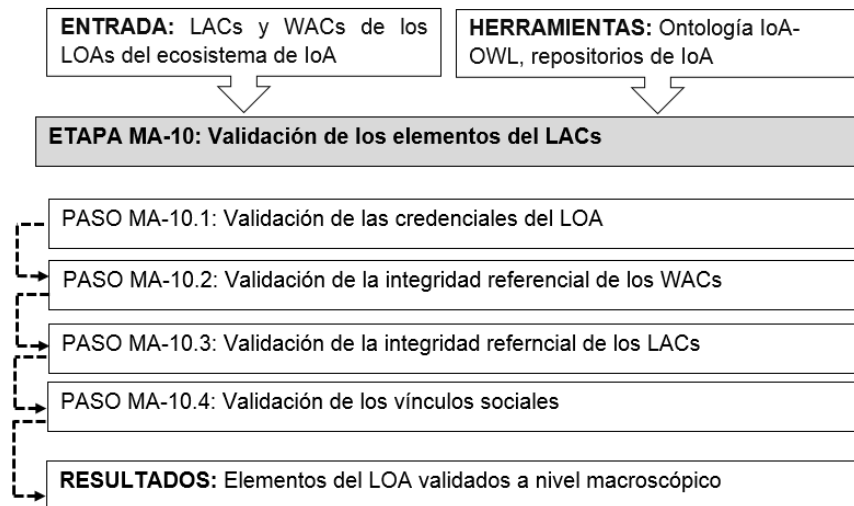 ENTRADA: LACs y WACs de los
LOAs del ecosistema de IoA
HERRAMIENTAS: Ontología IoA-
OWL, repositorios de IoA
ETAPA MA-10: Validación de los elementos del LACs
PASO MA-10.1: Validación de las credenciales del LOA
PASO MA-10.2: Validación de la integridad referencial de los WACs
PASO MA-10.3: Validación de la integridad referncial de los LACs
PASO MA-10.4: Validación de los vínculos sociales
RESULTADOS: Elementos del LOA validados a nivel macroscópico